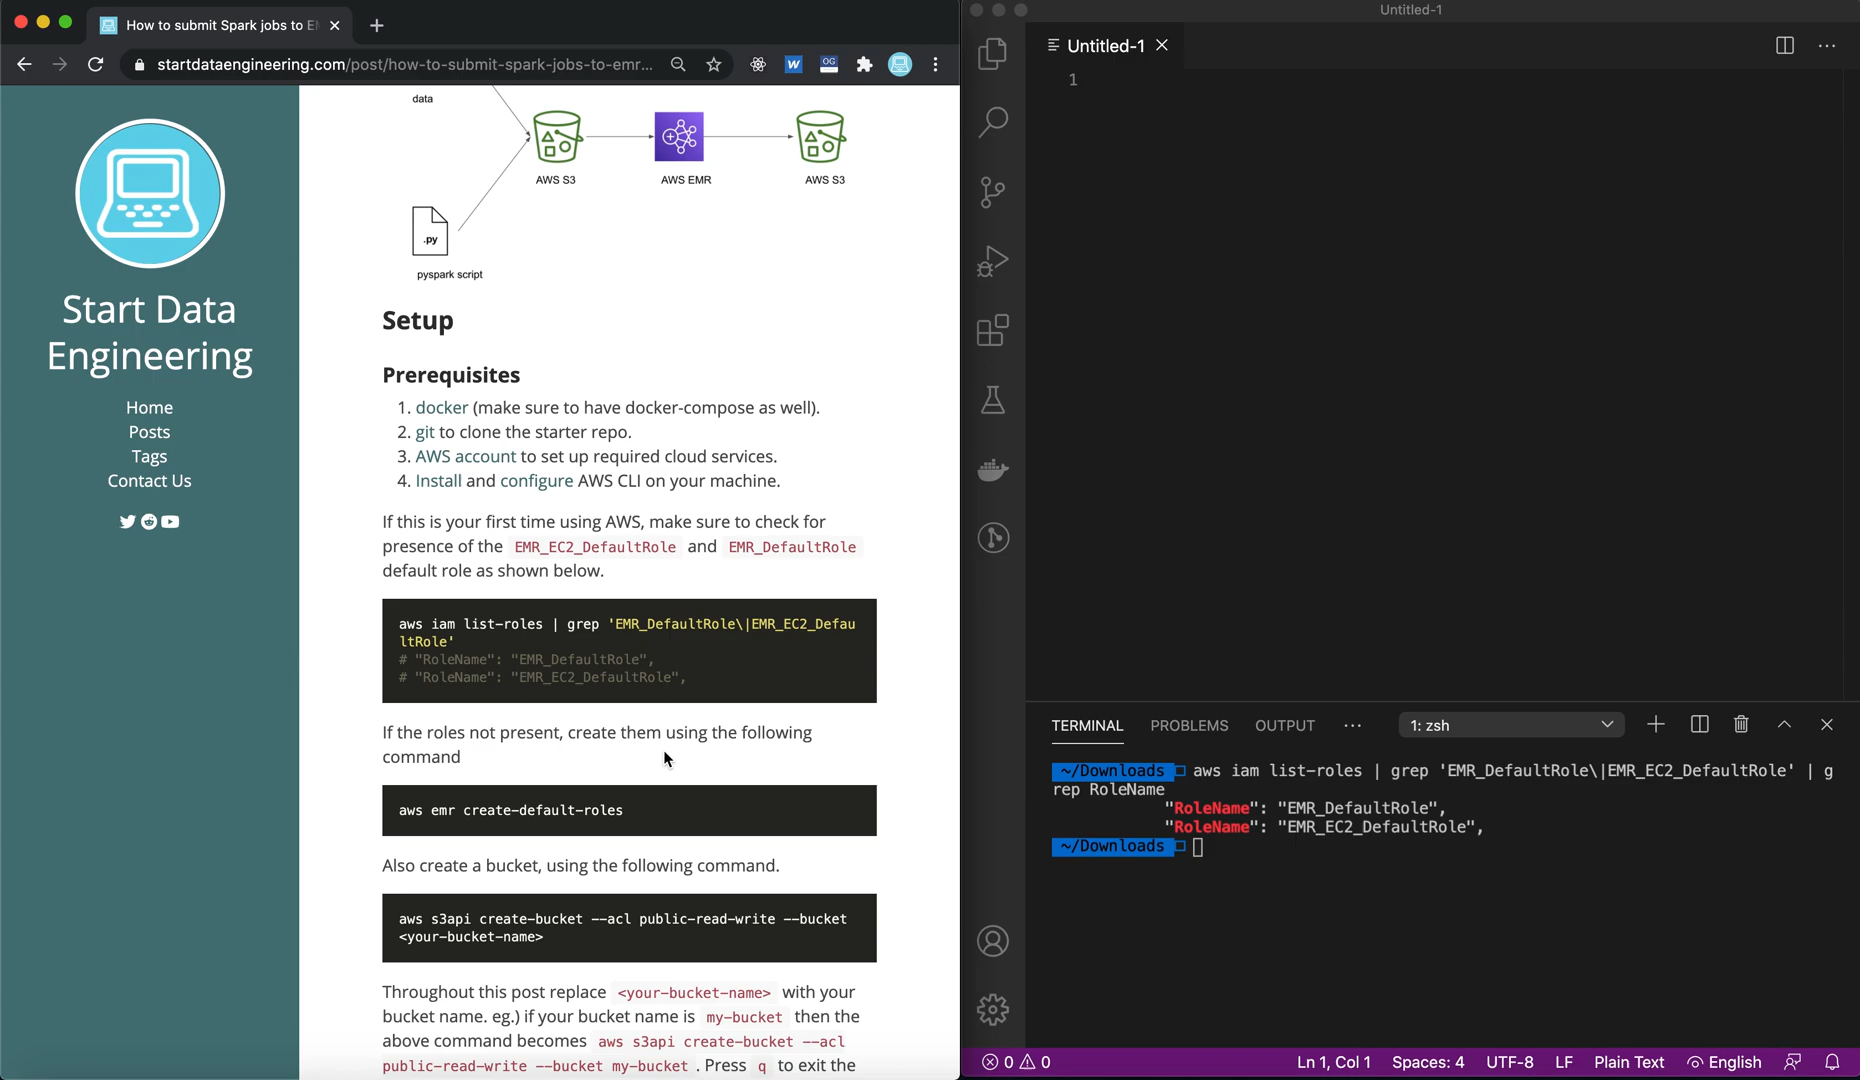 How to submit Spark jobs to EM
startdataengineering.com/post/how-to-submit-spark-jobs-to-emr...
W
OG
Start Data
Engineering
Home
Posts
Tags
Contact Us
data
AWS S3
AWS EMR
AWS S3
.py
pyspark script
Setup
Prerequisites
1. docker (make sure to have docker-compose as well).
2. git to clone the starter repo.
3. AWS account to set up required cloud services.
4. Install and configure AWS CLI on your machine.
If this is your first time using AWS, make sure to check for
presence of the EMR_EC2_DefaultRole and EMR_DefaultRole
default role as shown below.
aws iam list-roles | grep 'EMR_DefaultRole\|EMR_EC2_Defau
ltRole'
# "RoleName": "EMR_DefaultRole",
# "RoleName": "EMR_EC2_DefaultRole",
If the roles not present, create them using the following
command
aws emr create-default-roles
Also create a bucket, using the following command.
aws s3api create-bucket --acl public-read-write --bucket
<your-bucket-name>
Throughout this post replace <your-bucket-name> with your
bucket name. eg.) if your bucket name is my-bucket then the
above command becomes aws s3api create-bucket --acl
public-read-write --bucket my-bucket . Press q to exit the
Untitled-1
Untitled-1
1
TERMINAL PROBLEMS OUTPUT ... 1: zsh
~/Downloads aws iam list-roles | grep 'EMR_DefaultRole\|EMR_EC2_DefaultRole' | g
rep RoleName
"RoleName": "EMR_DefaultRole",
"RoleName": "EMR_EC2_DefaultRole",
~/Downloads
0 0 Ln 1, Col 1 Spaces: 4 UTF-8 LF Plain Text English